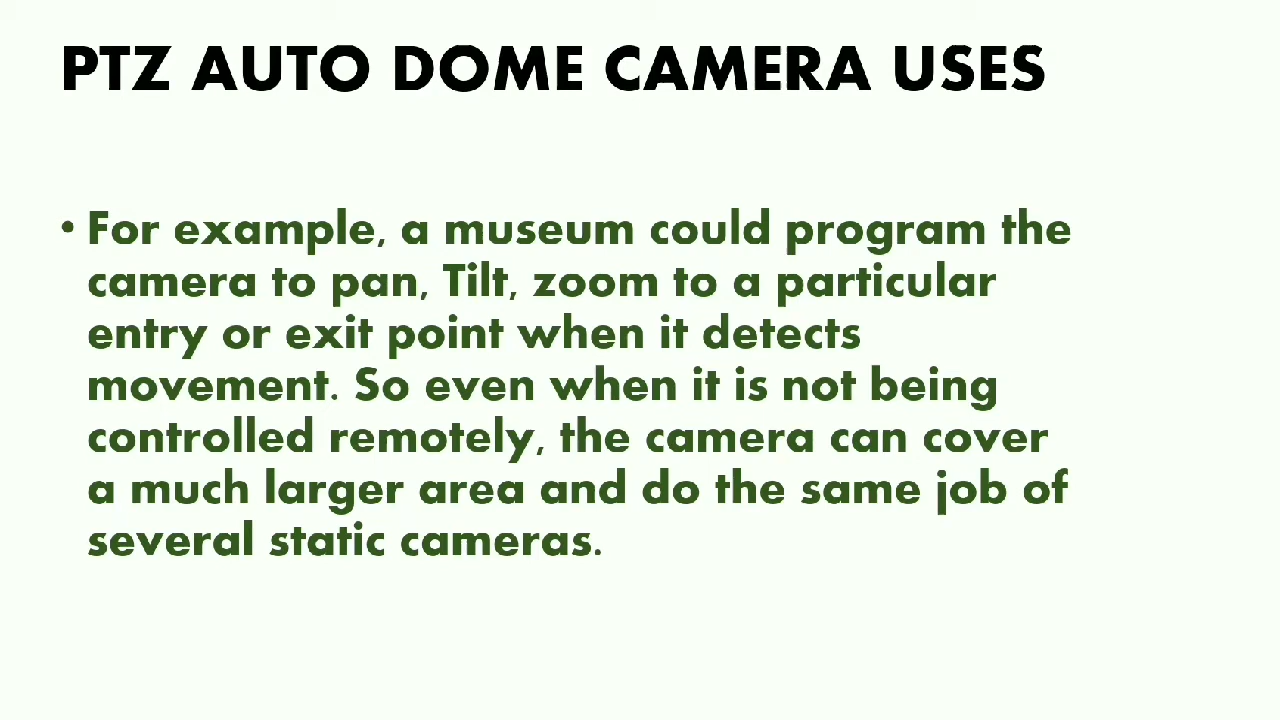 PTZ AUTO DOME CAMERA USES
• For example, a museum could program the
camera to pan, Tilt, zoom to a particular
entry or exit point when it detects
movement. So even when it is not being
controlled remotely, the camera can cover
a much larger area and do the same job of
several static cameras.